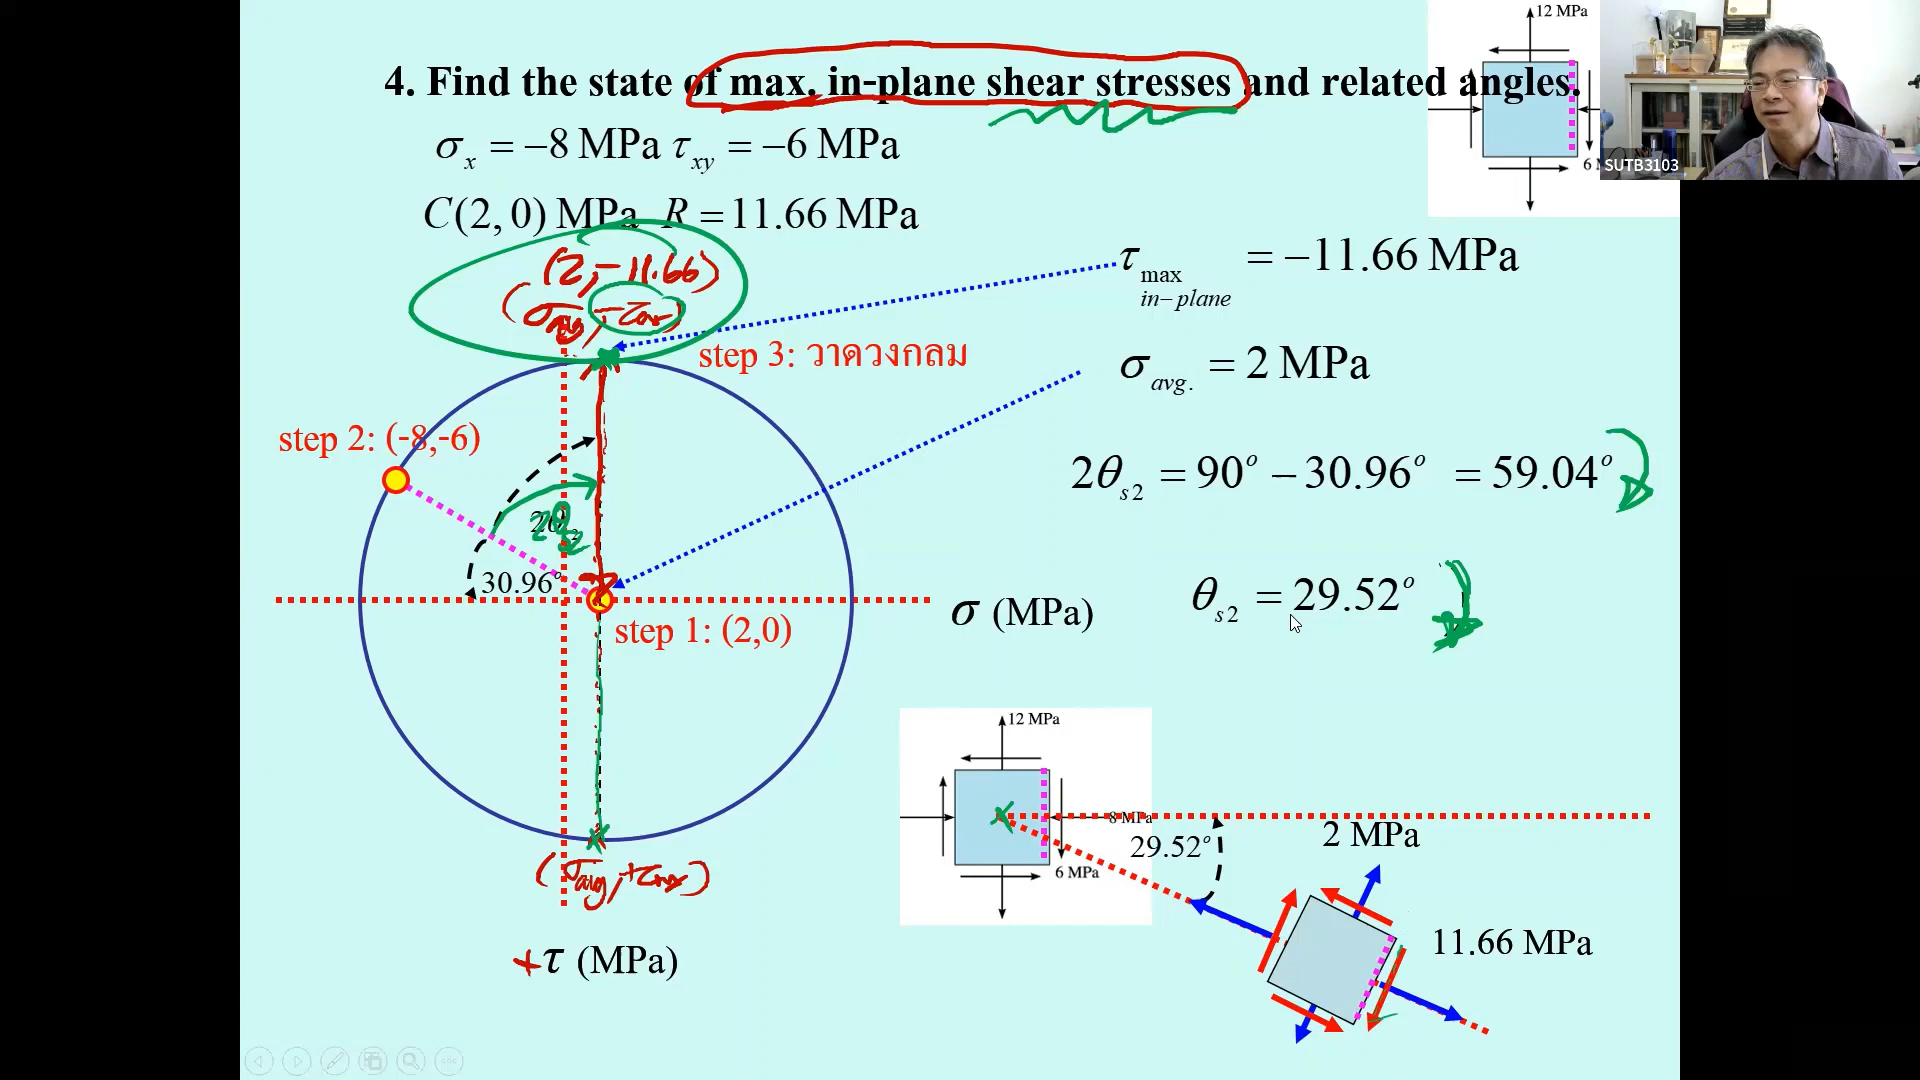 4. Find the state of max. in-plane shear stresses and related angles.
12 MPa
6
SUTB3103
σx = −8 MPa τxy = −6 MPa
C(2, 0) MPa R = 11.66 MPa
(2, −11.66)
τmax in−plane = −11.66 MPa
step 3: วาดวงกลม
σavg. = 2 MPa
step 2: (-8,-6)
2θs2 = 90° − 30.96° = 59.04°
30.96°
θs2 = 29.52°
σ (MPa)
step 1: (2,0)
12 MPa
8 MPa
6 MPa
29.52°
2 MPa
11.66 MPa
+τ (MPa)